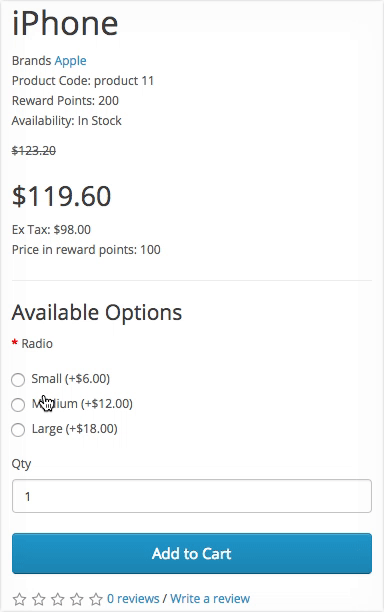 iPhone
Brands Apple
Product Code: product 11
Reward Points: 200
Availability: In Stock
$123.20
$119.60
Ex Tax: $98.00
Price in reward points: 100
Available Options
* Radio
Small (+$6.00)
Medium (+$12.00)
Large (+$18.00)
Qty
1
Add to Cart
0 reviews / Write a review